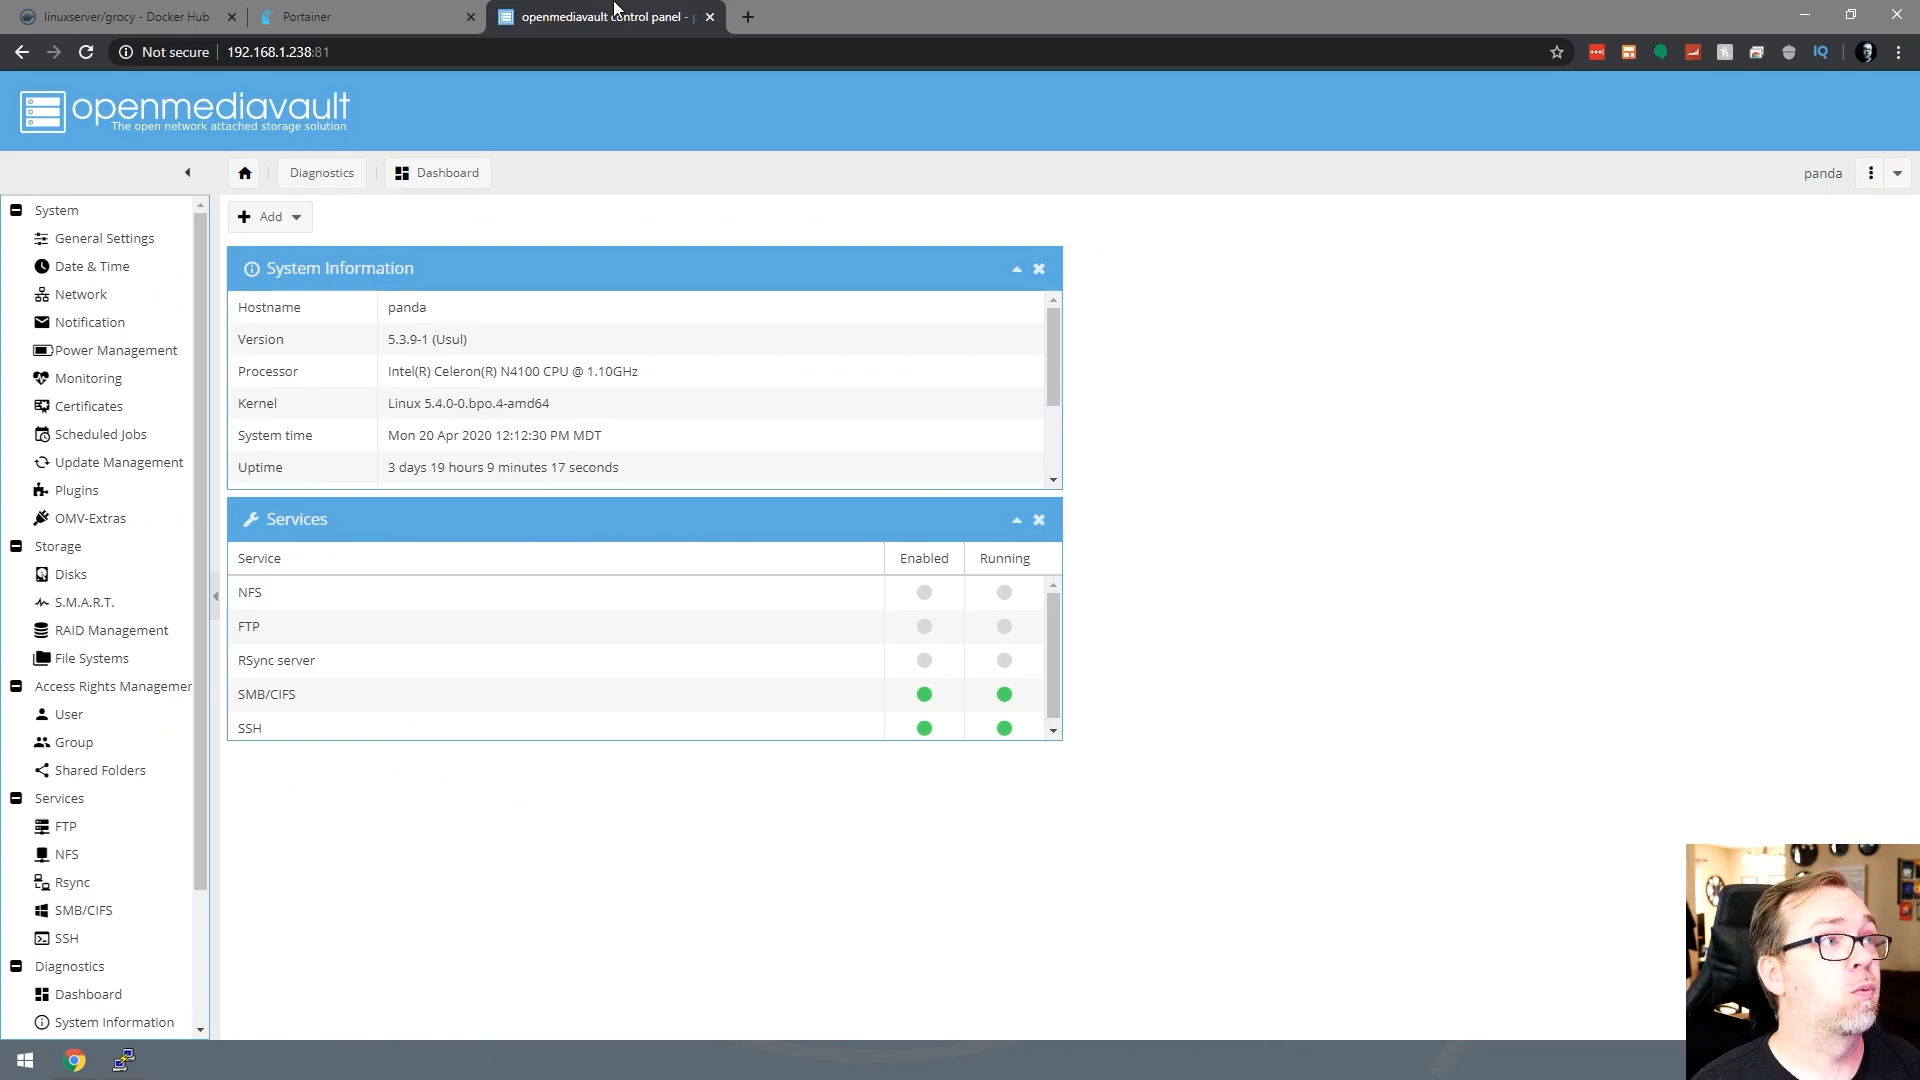 linuxserver/grocy - Docker Hub
Portainer
openmediavault control panel -
Not secure
192.168.1.238:81
IQ
openmediavault
The open network attached storage solution
Diagnostics
Dashboard
panda
System
General Settings
Date & Time
Network
Notification
Power Management
Monitoring
Certificates
Scheduled Jobs
Update Management
Plugins
OMV-Extras
Storage
Disks
S.M.A.R.T.
RAID Management
File Systems
Access Rights Managemen
User
Group
Shared Folders
Services
FTP
NFS
Rsync
SMB/CIFS
SSH
Diagnostics
Dashboard
System Information
Add
System Information
Hostname panda
Version 5.3.9-1 (Usul)
Processor Intel(R) Celeron(R) N4100 CPU @ 1.10GHz
Kernel Linux 5.4.0-0.bpo.4-amd64
System time Mon 20 Apr 2020 12:12:30 PM MDT
Uptime 3 days 19 hours 9 minutes 17 seconds
Services
Service Enabled Running
NFS
FTP
RSync server
SMB/CIFS
SSH